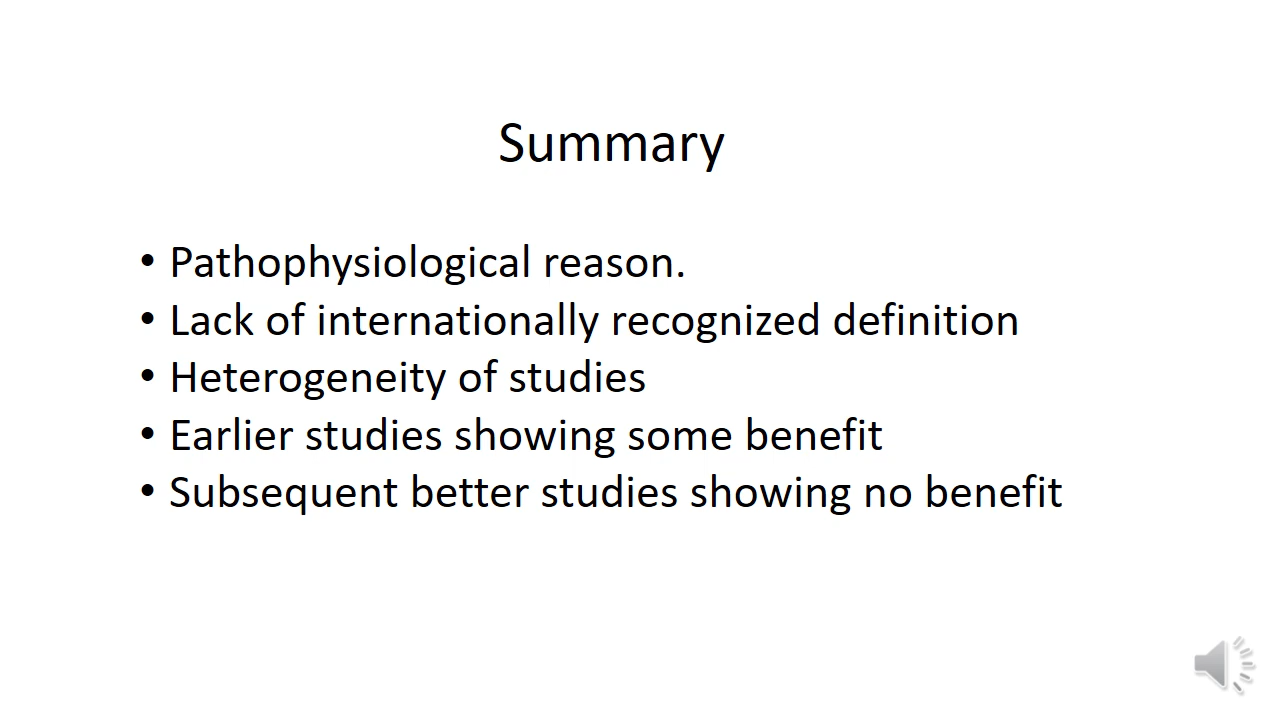 Summary
• Pathophysiological reason.
• Lack of internationally recognized definition
• Heterogeneity of studies
• Earlier studies showing some benefit
• Subsequent better studies showing no benefit